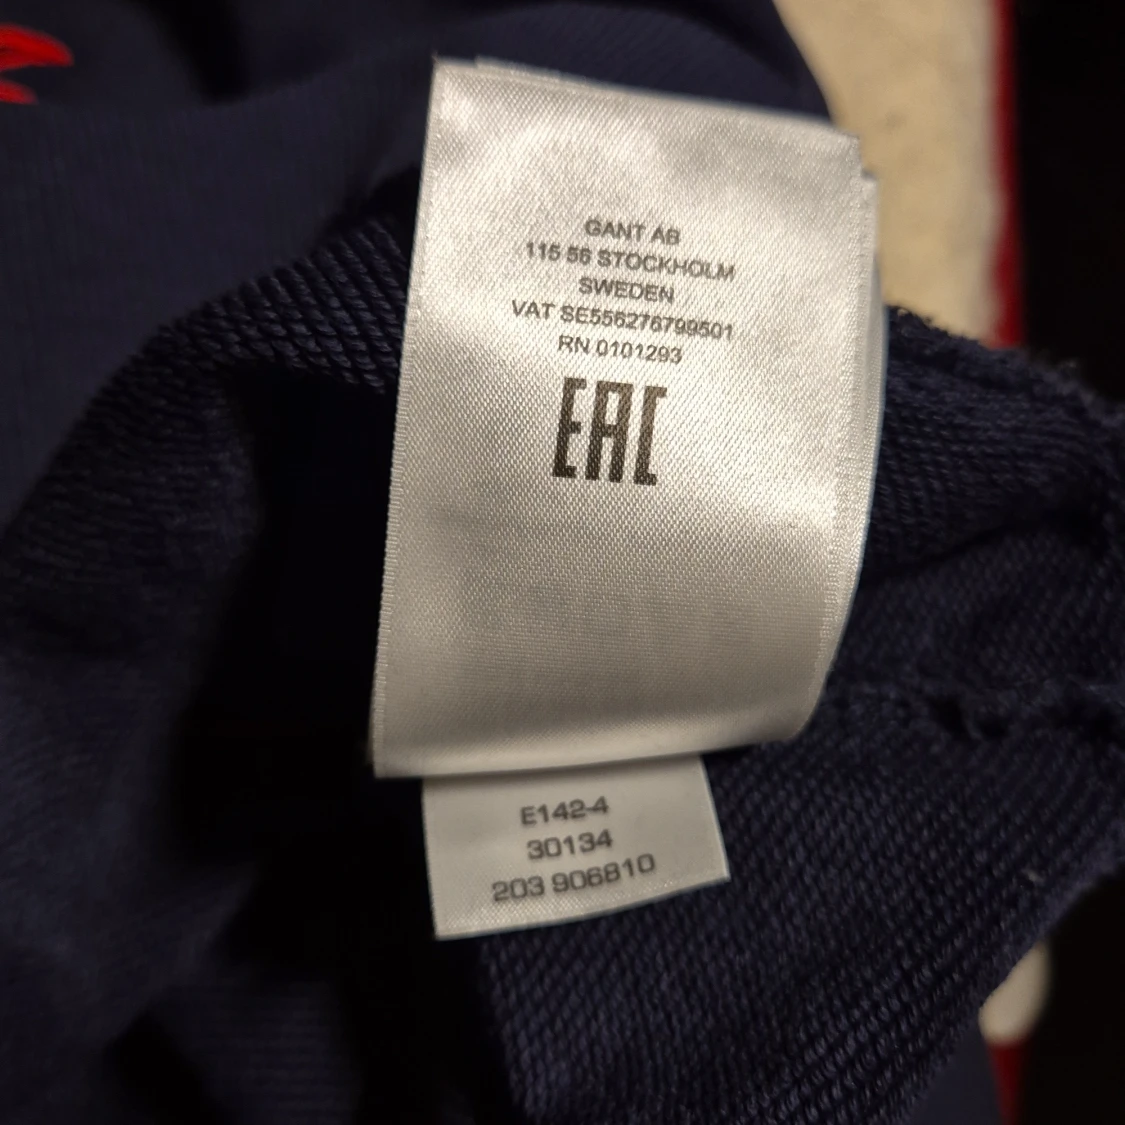 GANT AB
115 56 STOCKHOLM
SWEDEN
VAT SE556276799501
RN 0101293
EAC
E142-4
30134
203 906810